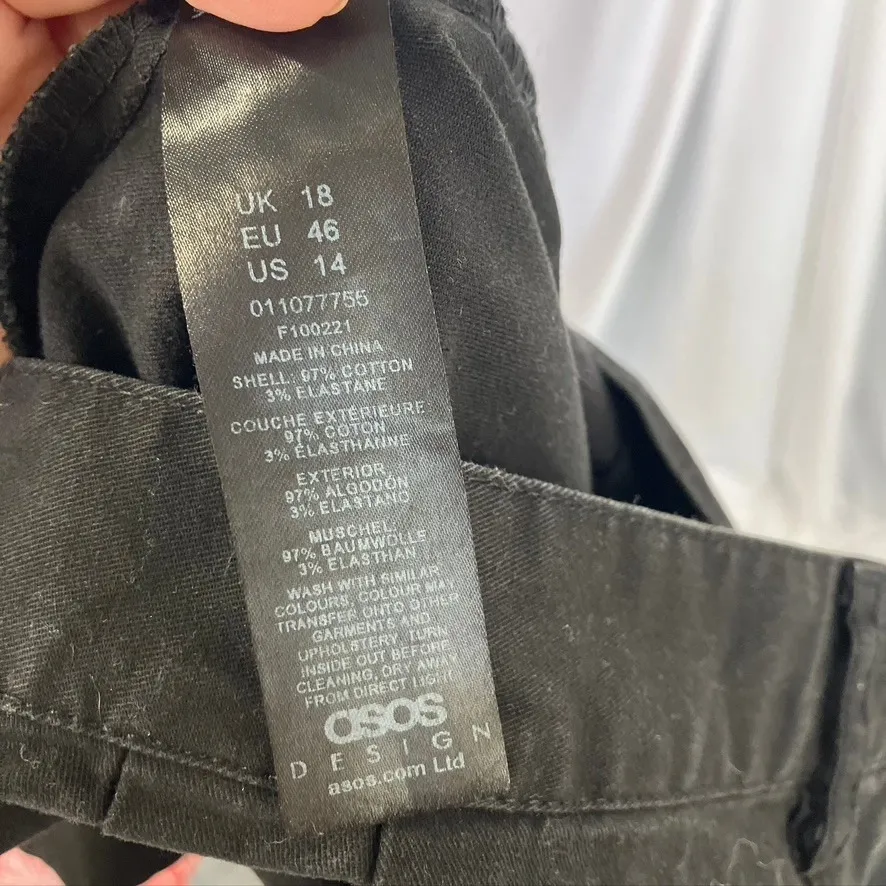 UK 18
EU 46
US 14
011077755
F100221
MADE IN CHINA
SHELL: 97% COTTON
3% ELASTANE
COUCHE EXTÉRIEURE
97% COTON
3% ÉLASTHANNE
EXTERIOR,
97% ALGODÓN
3% ELASTANO
MUSCHEL:
97% BAUMWOLLE
3% ELASTHAN
WASH WITH SIMILAR
COLOURS, COLOUR MAY
TRANSFER ONTO OTHER
GARMENTS AND
UPHOLSTERY. TURN
INSIDE OUT BEFORE
CLEANING, DRY AWAY
FROM DIRECT LIGHT
asos
DESIGN
asos.com Ltd